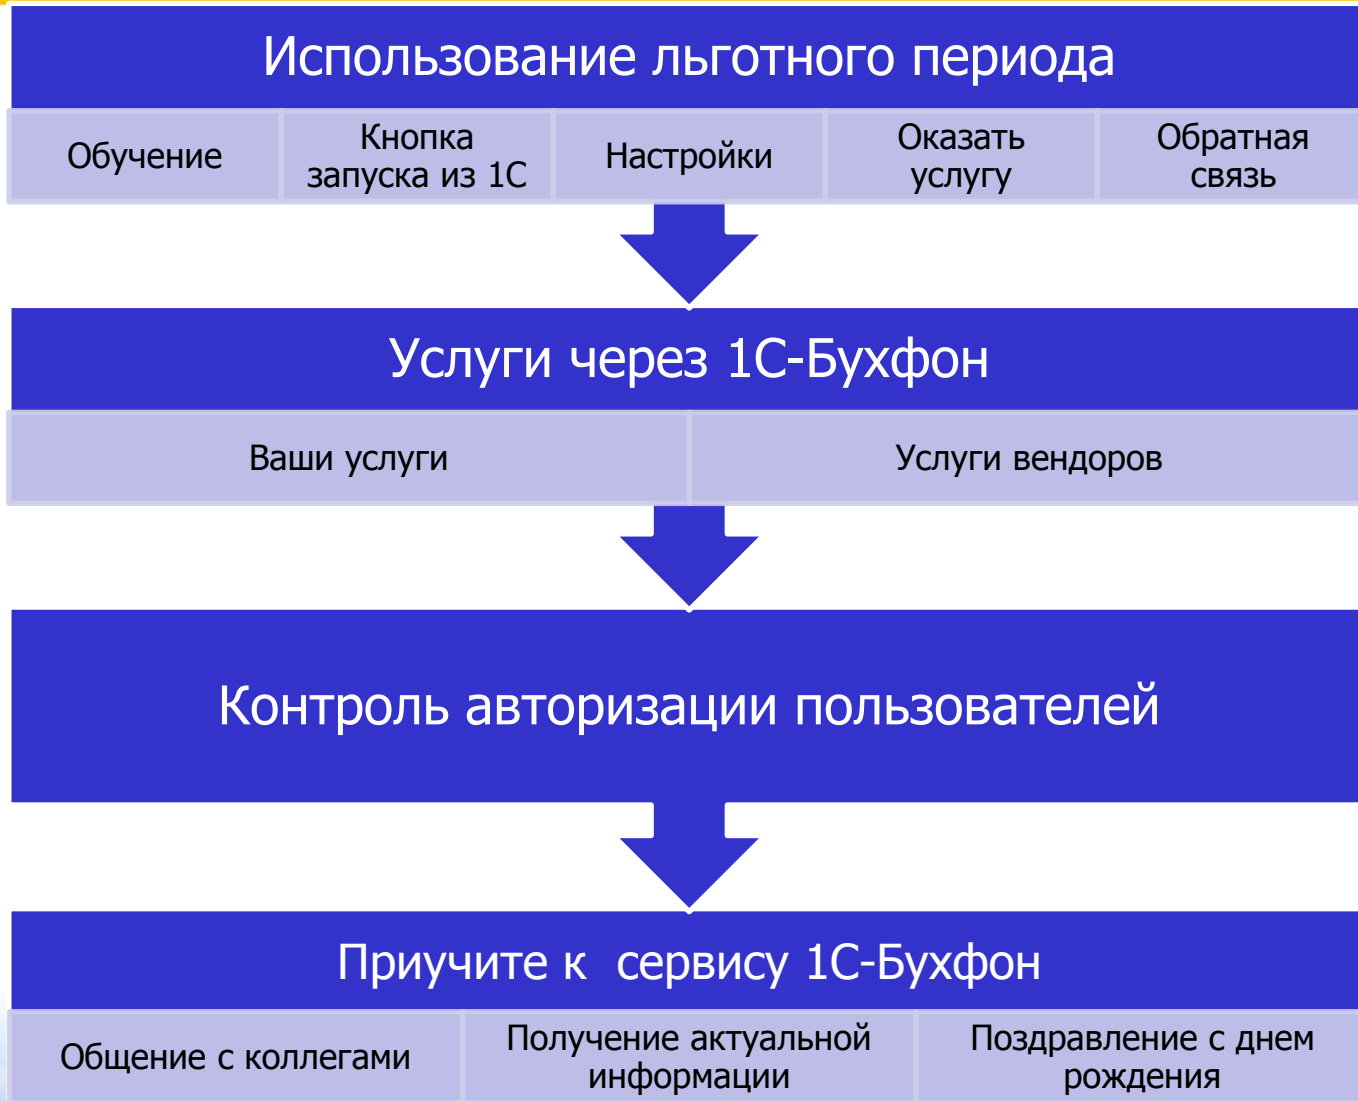 Использование льготного периода
Обучение
Кнопка
запуска из 1С
Настройки
Оказать
услугу
Обратная
связь
Услуги через 1С-Бухфон
Ваши услуги
Услуги вендоров
Контроль авторизации пользователей
Приучите к  сервису 1С-Бухфон
Общение с коллегами
Получение актуальной
информации
Поздравление с днем
рождения